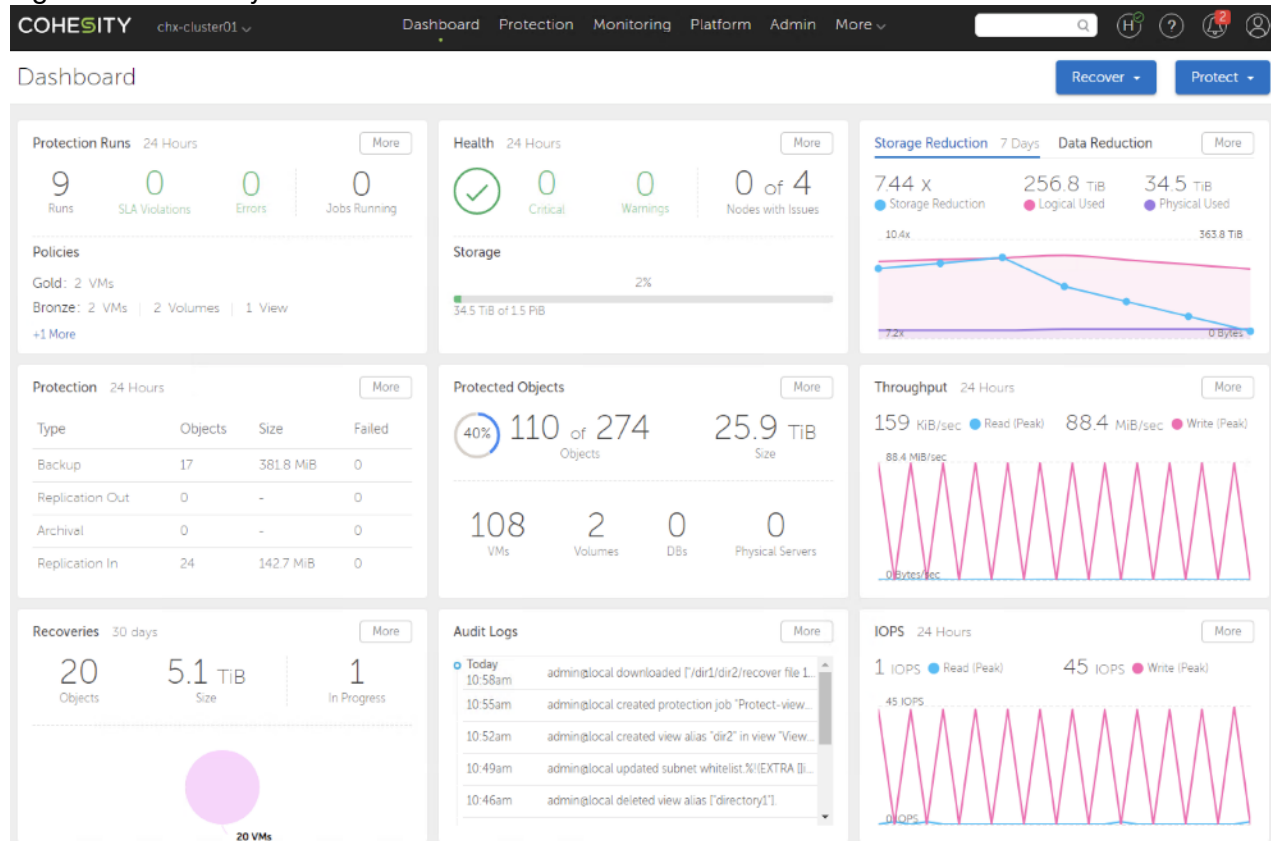 COHESITY chx-cluster01 Dashboard Protection Monitoring Platform Admin More H ? 2
Dashboard Recover Protect
Protection Runs 24 Hours More
9 0 0 0
Runs SLA Violations Errors Jobs Running
Policies
Gold: 2 VMs
Bronze: 2 VMs | 2 Volumes | 1 View
+1 More
Health 24 Hours More
0 0 0 of 4
Critical Warnings Nodes with Issues
Storage
2%
34.5 TiB of 1.5 PiB
Storage Reduction 7 Days Data Reduction More
7.44 x 256.8 TiB 34.5 TiB
Storage Reduction Logical Used Physical Used
10.4x 363.8 TiB
7.2x 0 Bytes
Protection 24 Hours More
Type Objects Size Failed
Backup 17 381.8 MiB 0
Replication Out 0 - 0
Archival 0 - 0
Replication In 24 142.7 MiB 0
Protected Objects More
40% 110 of 274 25.9 TiB
Objects Size
108 2 0 0
VMs Volumes DBs Physical Servers
Throughput 24 Hours More
159 KiB/sec Read (Peak) 88.4 MiB/sec Write (Peak)
88.4 MiB/sec
0 Bytes/sec
Recoveries 30 days More
20 5.1 TiB 1
Objects Size In Progress
20 VMs
Audit Logs More
Today
10:58am admin@local downloaded ["/dir1/dir2/recover file 1...
10:55am admin@local created protection job "Protect-view...
10:52am admin@local created view alias "dir2" in view "View...
10:49am admin@local updated subnet whitelist.%!(EXTRA []i...
10:46am admin@local deleted view alias ["directory1"].
IOPS 24 Hours More
1 IOPS Read (Peak) 45 IOPS Write (Peak)
45 IOPS
0 IOPS